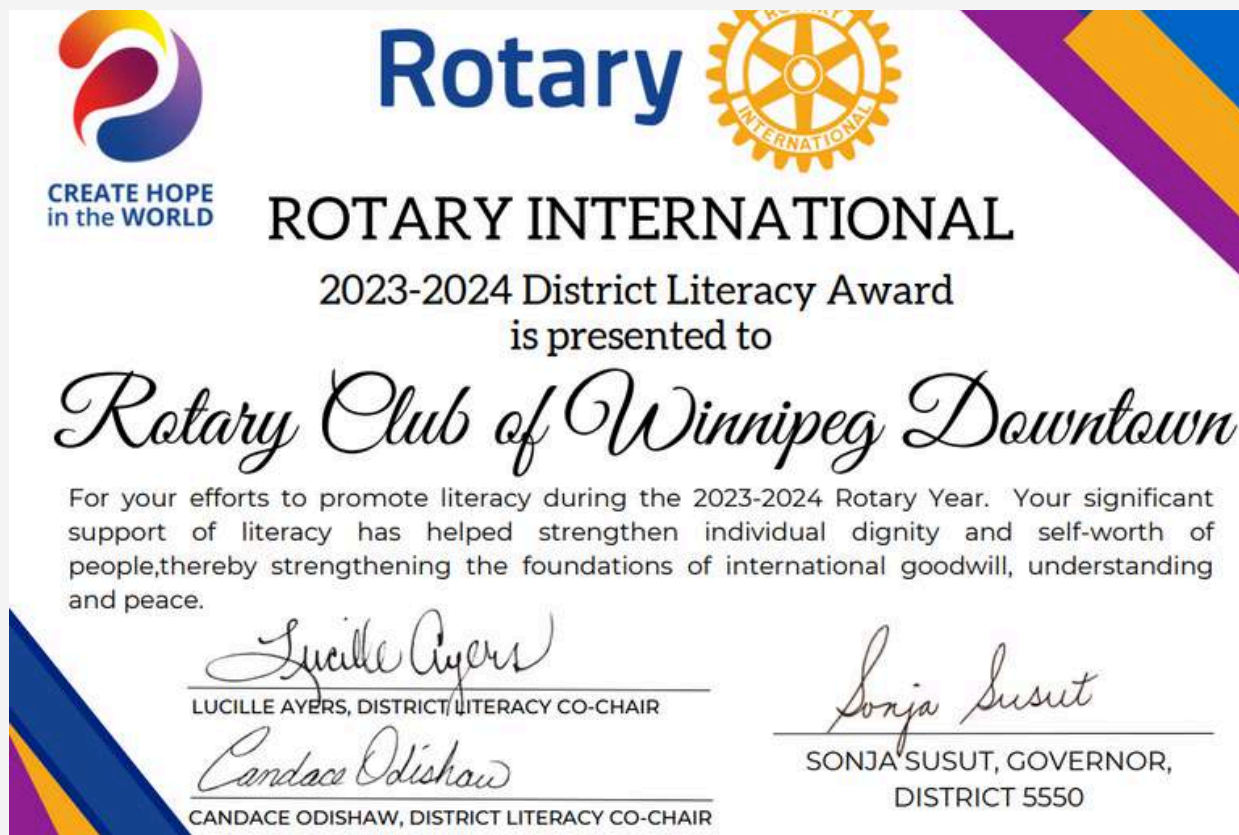 Rotary
ROTARY
INTERNATIONAL
CREATE HOPE
in the WORLD
ROTARY INTERNATIONAL
2023-2024 District Literacy Award
is presented to
Rotary Club of Winnipeg Downtown
For your efforts to promote literacy during the 2023-2024 Rotary Year. Your significant
support of literacy has helped strengthen individual dignity and self-worth of
people,thereby strengthening the foundations of international goodwill, understanding
and peace.
Lucille Ayers
LUCILLE AYERS, DISTRICT LITERACY CO-CHAIR
Candace Odishaw
CANDACE ODISHAW, DISTRICT LITERACY CO-CHAIR
Sonja Susut
SONJA SUSUT, GOVERNOR,
DISTRICT 5550